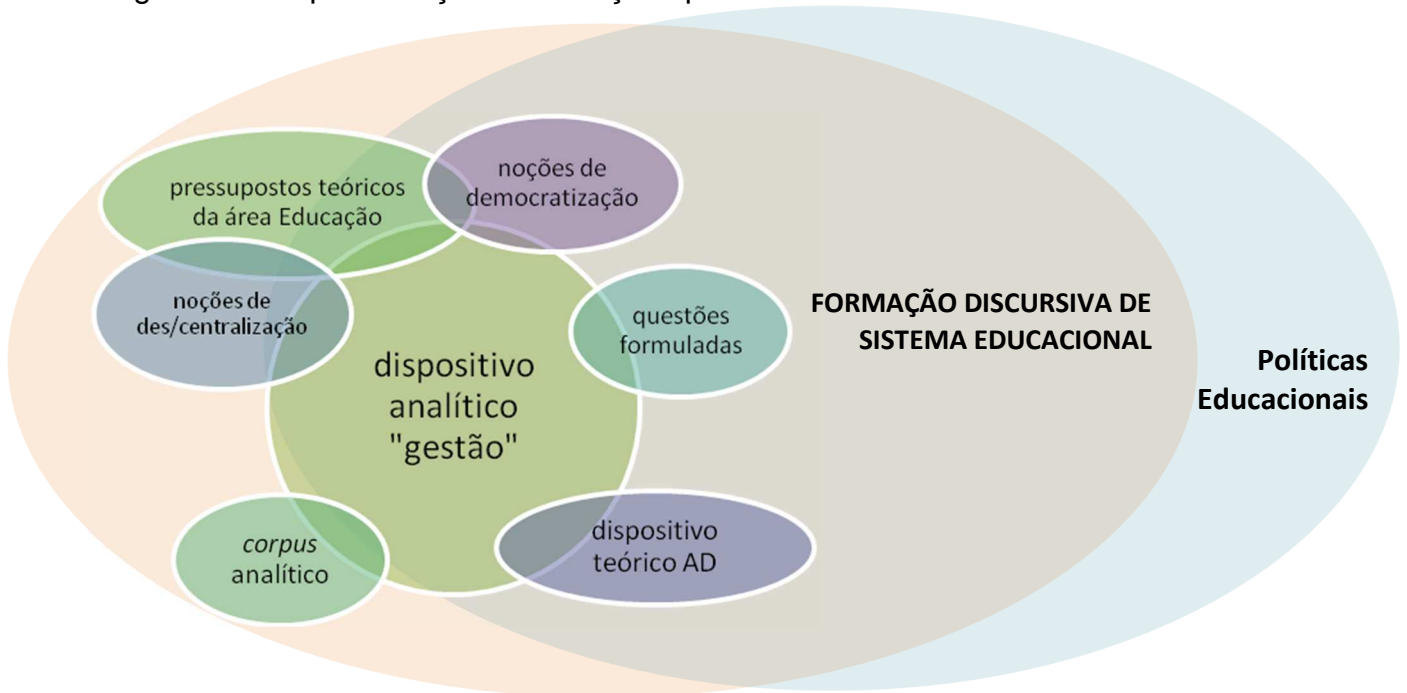 noções de
democratização
pressupostos teóricos
da área Educação
noções de
des/centralização
questões
formuladas
FORMAÇÃO DISCURSIVA DE
SISTEMA EDUCACIONAL
Políticas
Educacionais
dispositivo
analítico
"gestão"
corpus
analítico
dispositivo
teórico AD